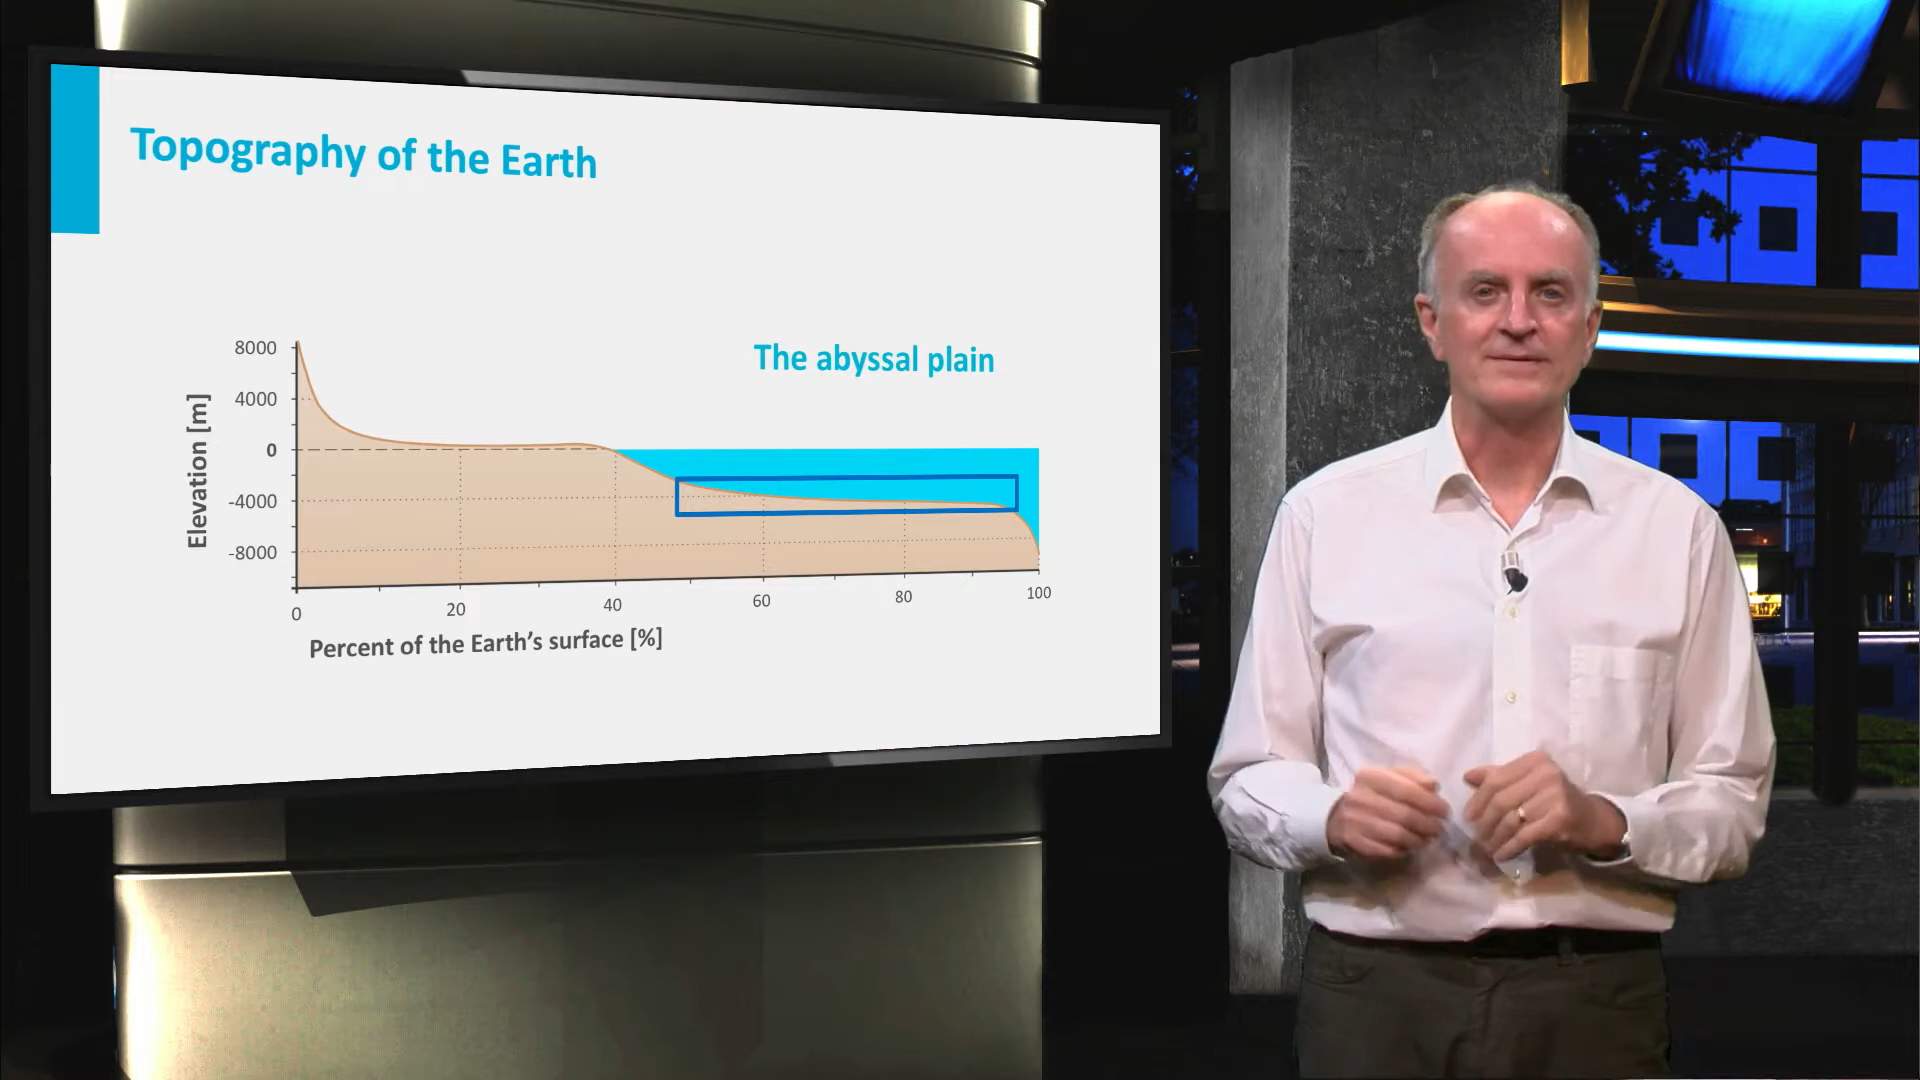 Topography of the Earth
The abyssal plain
Elevation [m]
8000
4000
0
-4000
-8000
0
20
40
60
80
100
Percent of the Earth's surface [%]